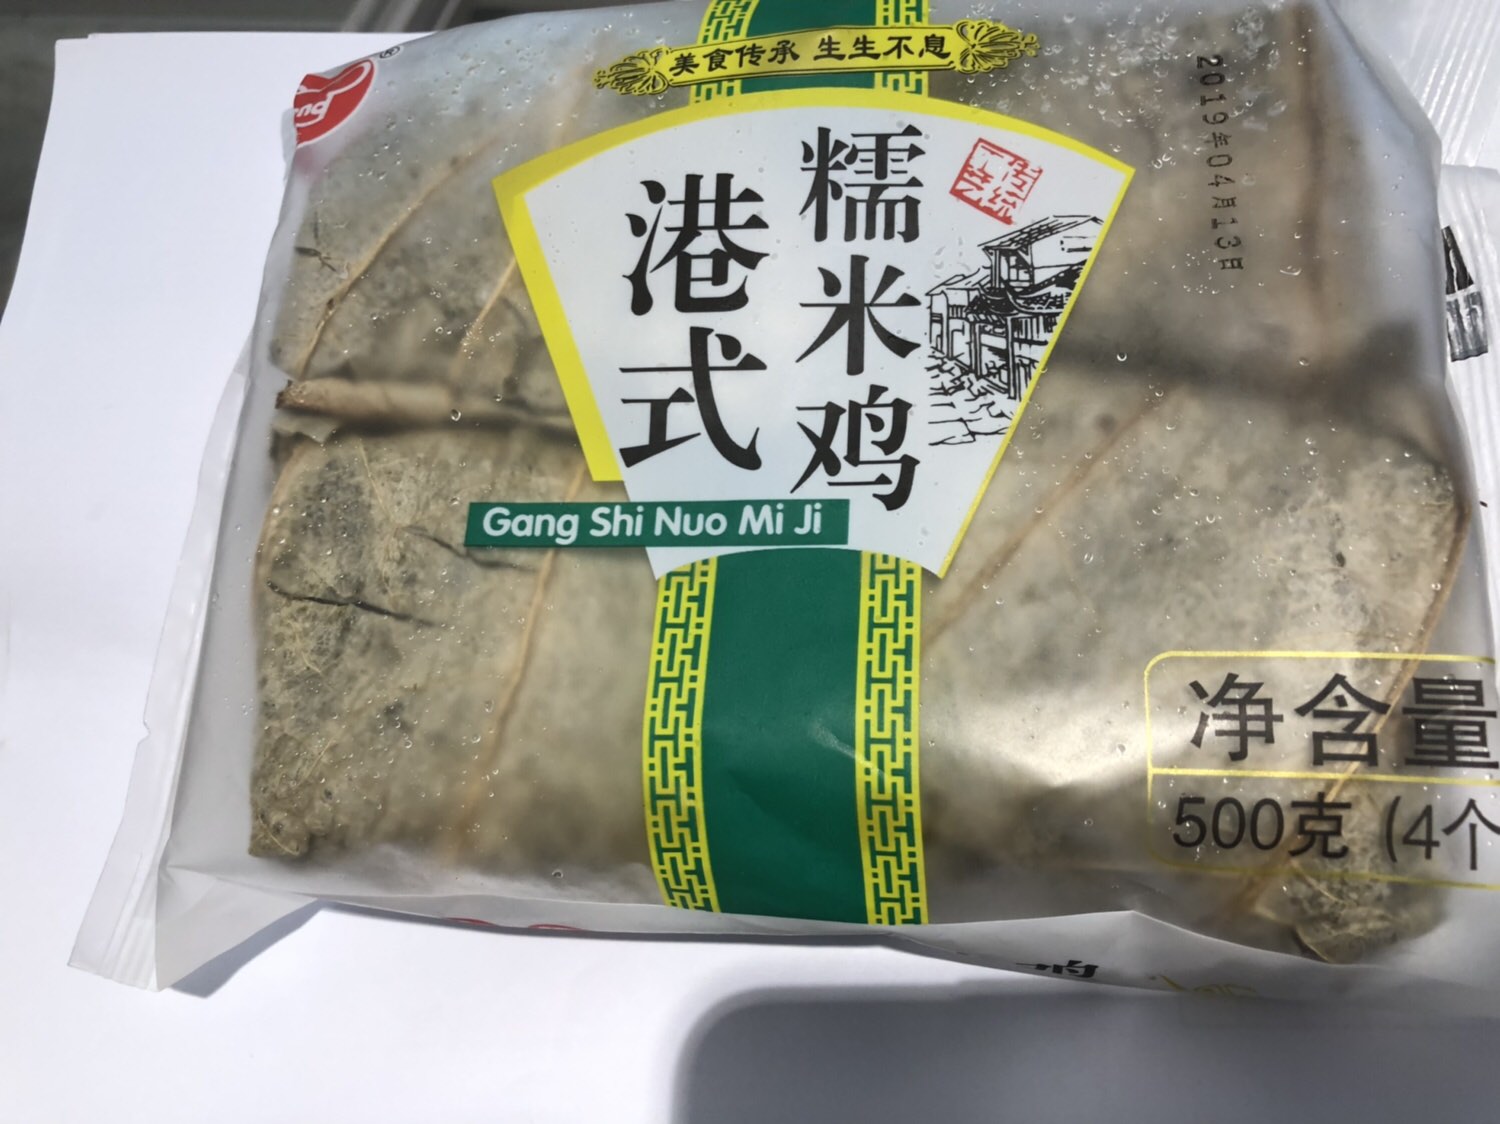 美食传承 生生不息
糯米鸡
港式
Gang Shi Nuo Mi Ji
2019年04月13日
净含量
500克 (4个